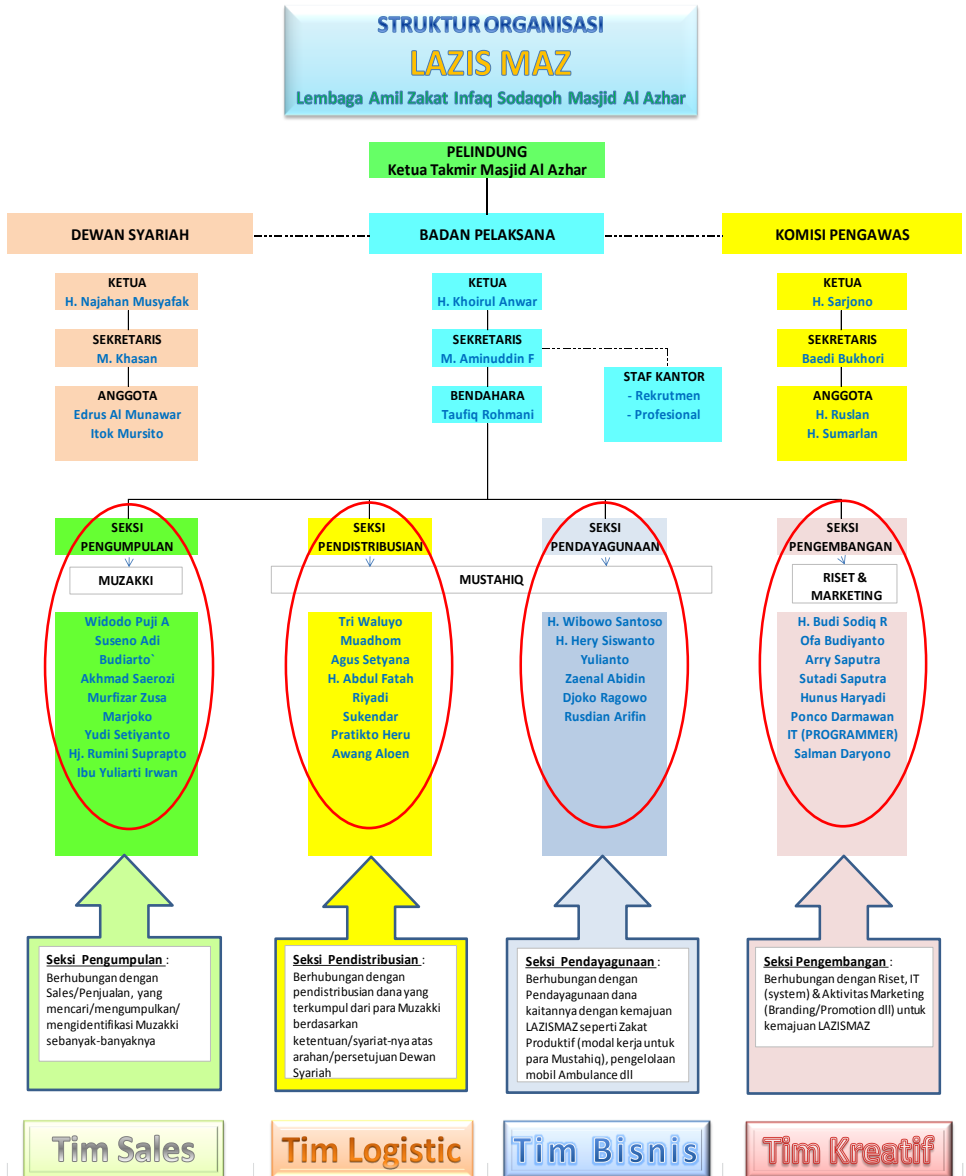 STRUKTUR ORGANISASI
LAZIS MAZ
Lembaga Amil Zakat Infaq Sodaqoh Masjid Al Azhar
PELINDUNG
Ketua Takmir Masjid Al Azhar
DEWAN SYARIAH
BADAN PELAKSANA
KOMISI PENGAWAS
KETUA
H. Najahan Musyafak
SEKRETARIS
M. Khasan
ANGGOTA
Edrus Al Munawar
Itok Mursito
KETUA
H. Khoirul Anwar
SEKRETARIS
M. Aminuddin F
BENDAHARA
Taufiq Rohmani
STAF KANTOR
- Rekrutmen
- Profesional
KETUA
H. Sarjono
SEKRETARIS
Baedi Bukhori
ANGGOTA
H. Ruslan
H. Sumarlan
SEKSI
PENGUMPULAN
MUZAKKI
Widodo Puji A
Suseno Adi
Budiarto`
Akhmad Saerozi
Murfizar Zusa
Marjoko
Yudi Setiyanto
Hj. Rumini Suprapto
Ibu Yuliarti Irwan
SEKSI
PENDISTRIBUSIAN
SEKSI
PENDAYAGUNAAN
MUSTAHIQ
Tri Waluyo
Muadhom
Agus Setyana
H. Abdul Fatah
Riyadi
Sukendar
Pratikto Heru
Awang Aloen
H. Wibowo Santoso
H. Hery Siswanto
Yulianto
Zaenal Abidin
Djoko Ragowo
Rusdian Arifin
SEKSI
PENGEMBANGAN
RISET &
MARKETING
H. Budi Sodiq R
Ofa Budiyanto
Arry Saputra
Sutadi Saputra
Hunus Haryadi
Ponco Darmawan
IT (PROGRAMMER)
Salman Daryono
Seksi Pengumpulan :
Berhubungan dengan
Sales/Penjualan, yang
mencari/mengumpulkan/
mengidentifikasi Muzakki
sebanyak-banyaknya
Seksi Pendistribusian :
Berhubungan dengan
pendistribusian dana yang
terkumpul dari para Muzakki
berdasarkan
ketentuan/syariat-nya atas
arahan/persetujuan Dewan
Syariah
Seksi Pendayagunaan :
Berhubungan dengan
Pendayagunaan dana
kaitannya dengan kemajuan
LAZISMAZ seperti Zakat
Produktif (modal kerja untuk
para Mustahiq), pengelolaan
mobil Ambulance dll
Seksi Pengembangan :
Berhubungan dengan Riset, IT
(system) & Aktivitas Marketing
(Branding/Promotion dll) untuk
kemajuan LAZISMAZ
Tim Sales
Tim Logistic
Tim Bisnis
Tim Kreatif